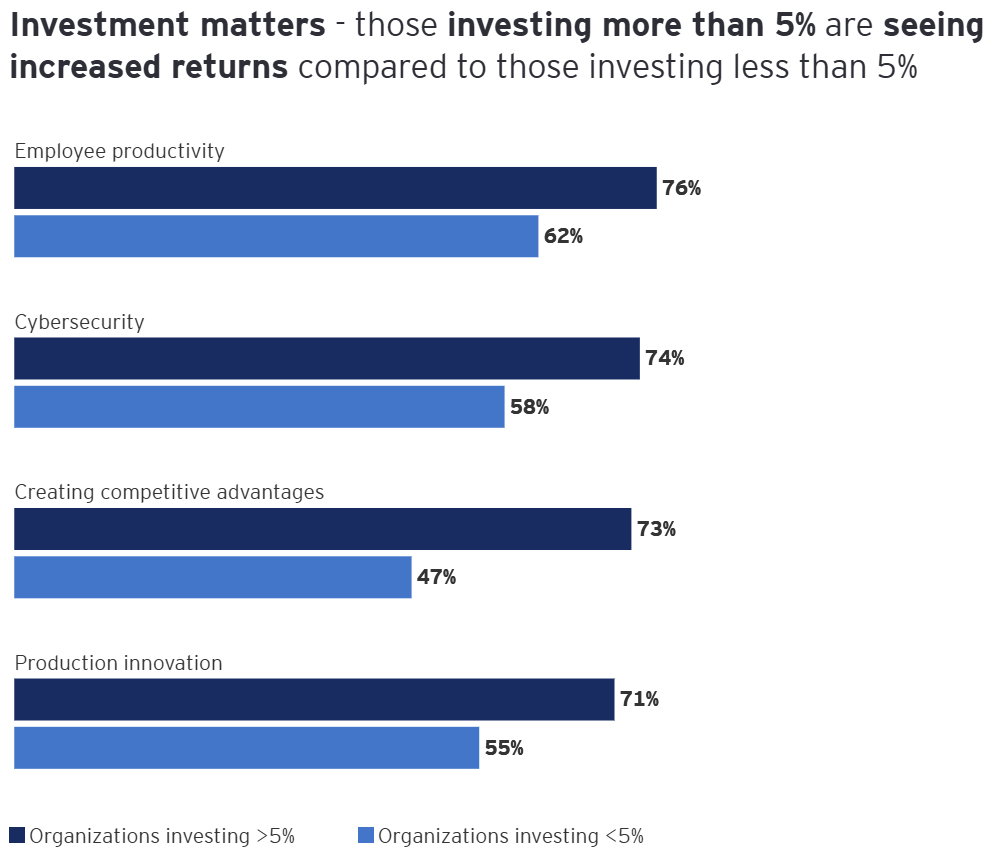 Investment matters - those investing more than 5% are seeing
increased returns compared to those investing less than 5%
Employee productivity
76%
62%
Cybersecurity
74%
58%
Creating competitive advantages
73%
47%
Production innovation
71%
55%
Organizations investing >5%
Organizations investing <5%